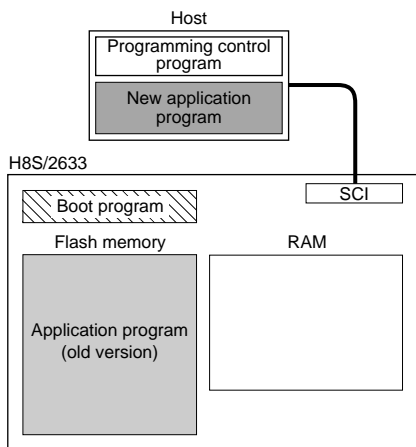 Host
Programming control
program
New application
program
H8S/2633
SCI
Boot program
Flash memory
RAM
Application program
(old version)